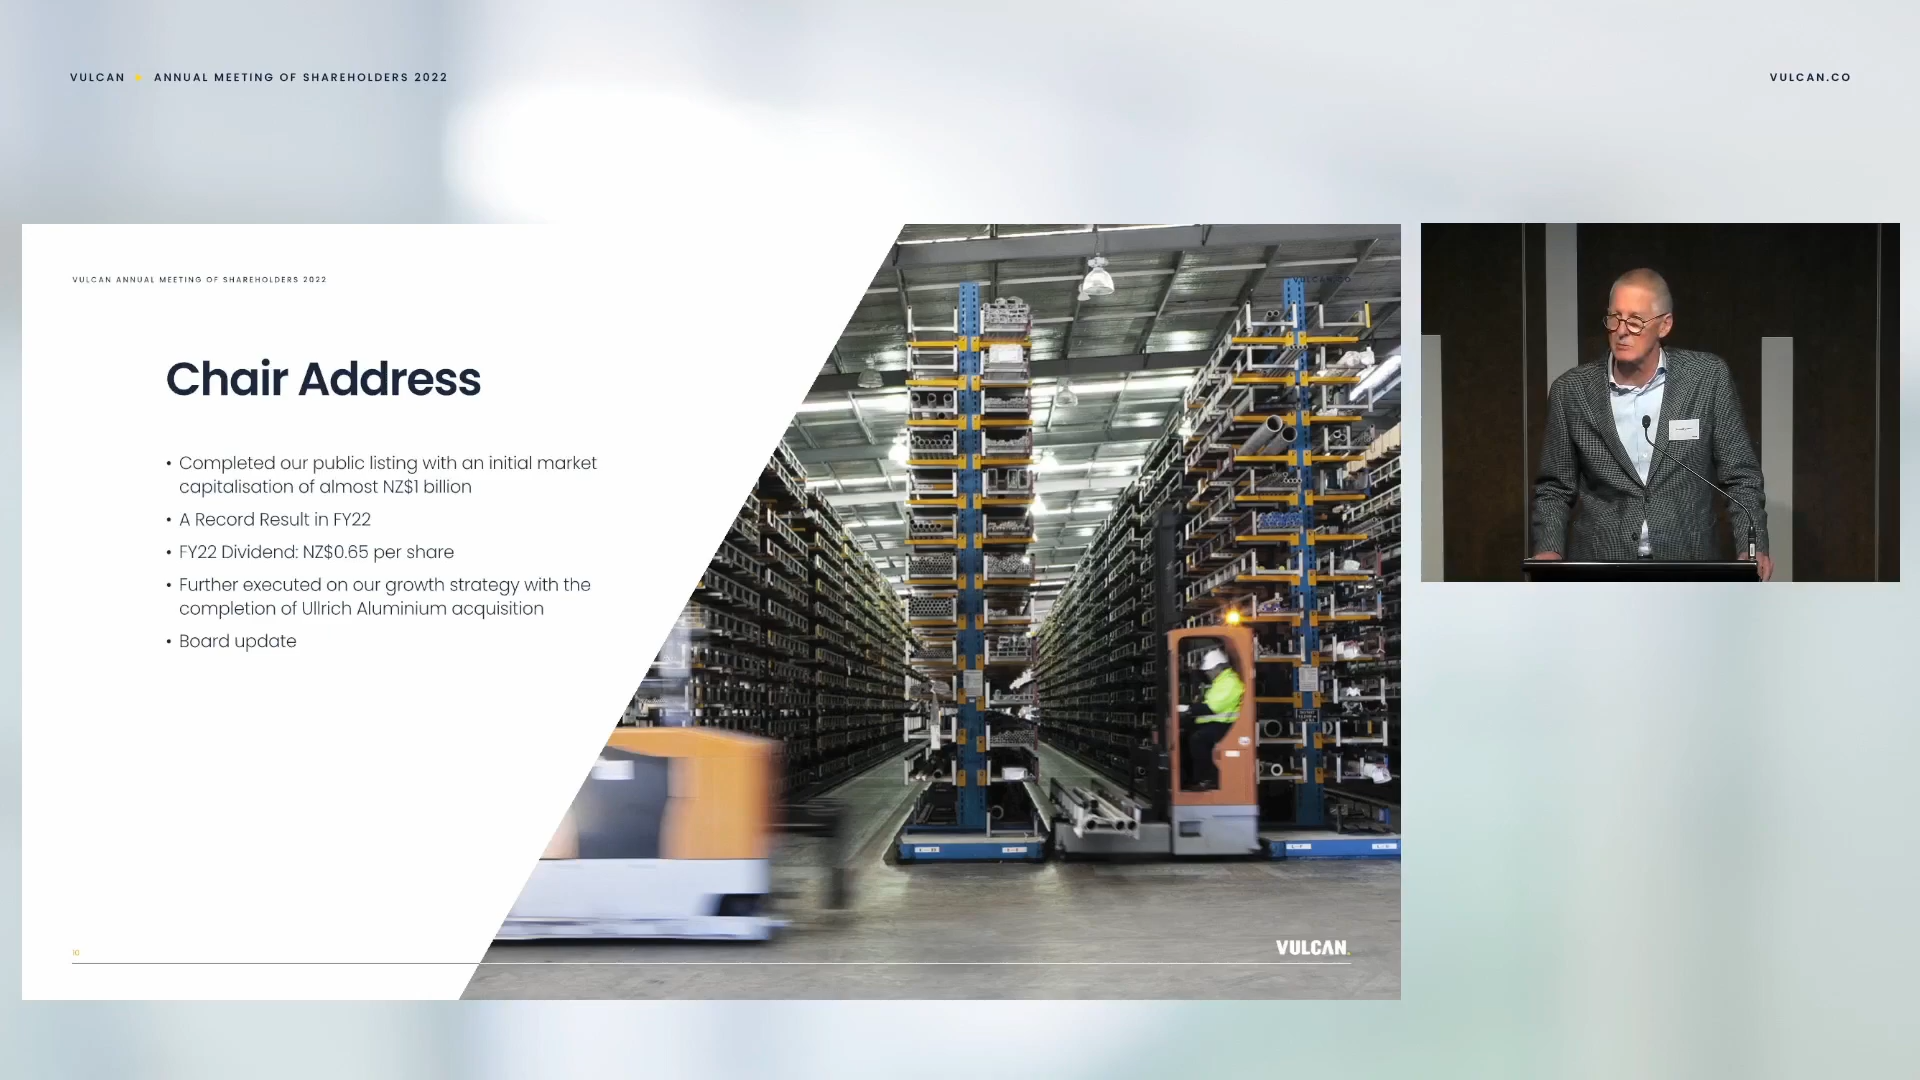 VULCAN ANNUAL MEETING OF SHAREHOLDERS 2022
VULCAN.CO
VULCAN ANNUAL MEETING OF SHAREHOLDERS 2022
VULCAN.CO
Chair Address
• Completed our public listing with an initial market
capitalisation of almost NZ$1 billion
• A Record Result in FY22
• FY22 Dividend: NZ$0.65 per share
• Further executed on our growth strategy with the
completion of Ullrich Aluminium acquisition
• Board update
10
VULCAN.